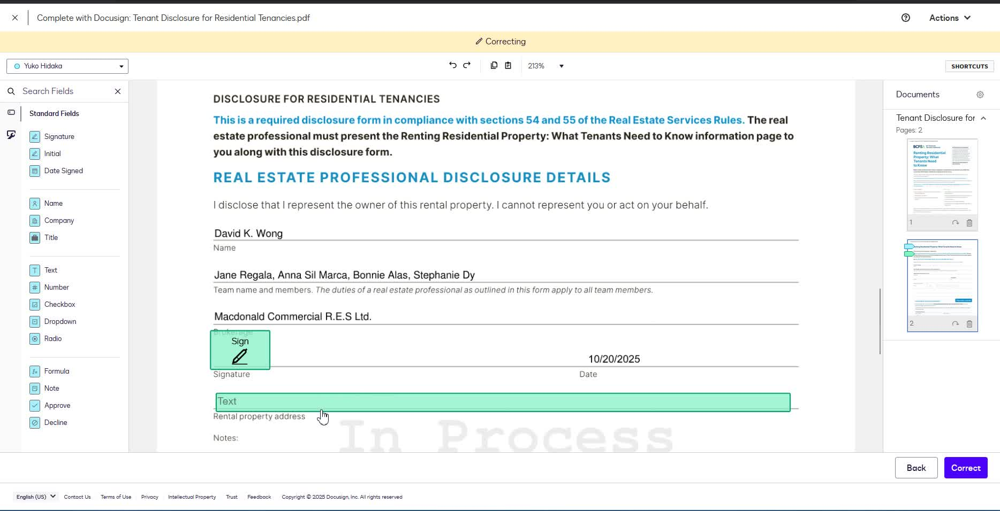 Complete with Docusign: Tenant Disclosure for Residential Tenancies.pdf
Actions
Correcting
Yuko Hidaka
213%
SHORTCUTS
Search Fields
Standard Fields
Signature
Initial
Date Signed
Name
Company
Title
Text
Number
Checkbox
Dropdown
Radio
Formula
Note
Approve
Decline
DISCLOSURE FOR RESIDENTIAL TENANCIES
This is a required disclosure form in compliance with sections 54 and 55 of the Real Estate Services Rules. The real
estate professional must present the Renting Residential Property: What Tenants Need to Know information page to
you along with this disclosure form.
REAL ESTATE PROFESSIONAL DISCLOSURE DETAILS
I disclose that I represent the owner of this rental property. I cannot represent you or act on your behalf.
David K. Wong
Name
Jane Regala, Anna Sil Marca, Bonnie Alas, Stephanie Dy
Team name and members. The duties of a real estate professional as outlined in this form apply to all team members.
Macdonald Commercial R.E.S Ltd.
Brokerage
Sign
10/20/2025
Signature
Date
Text
Rental property address
In Process
Notes:
Documents
Tenant Disclosure for
Pages: 2
BCFSA
Renting Residential
Property: What
Tenants Need
to Know
1
2
Back
Correct
English (US)
Contact Us
Terms of Use
Privacy
Intellectual Property
Trust
Feedback
Copyright © 2025 Docusign, Inc. All rights reserved